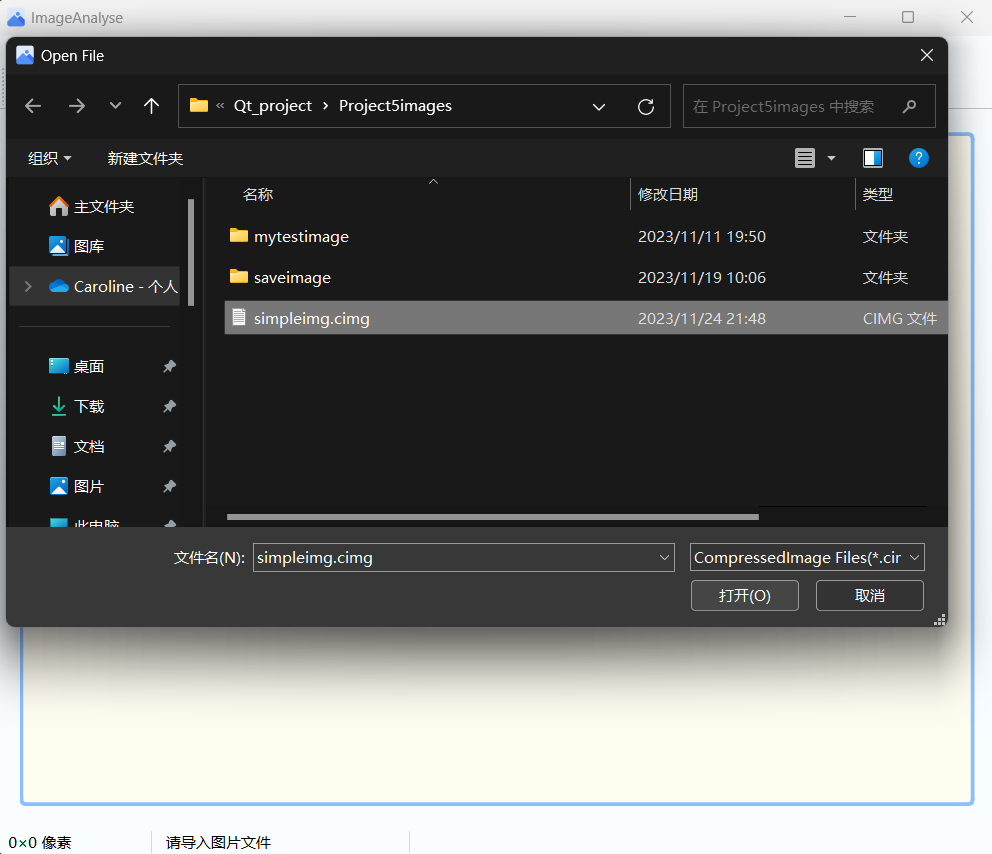 ImageAnalyse
Open File
« Qt_project › Project5images
在 Project5images 中搜索
组织
新建文件夹
?
名称 修改日期 类型
主文件夹
图库
Caroline - 个人
桌面
下载
文档
图片
此电脑
mytestimage 2023/11/11 19:50 文件夹
saveimage 2023/11/19 10:06 文件夹
simpleimg.cimg 2023/11/24 21:48 CIMG 文件
文件名(N): simpleimg.cimg
CompressedImage Files(*.cir
打开(O) 取消
0×0 像素 请导入图片文件